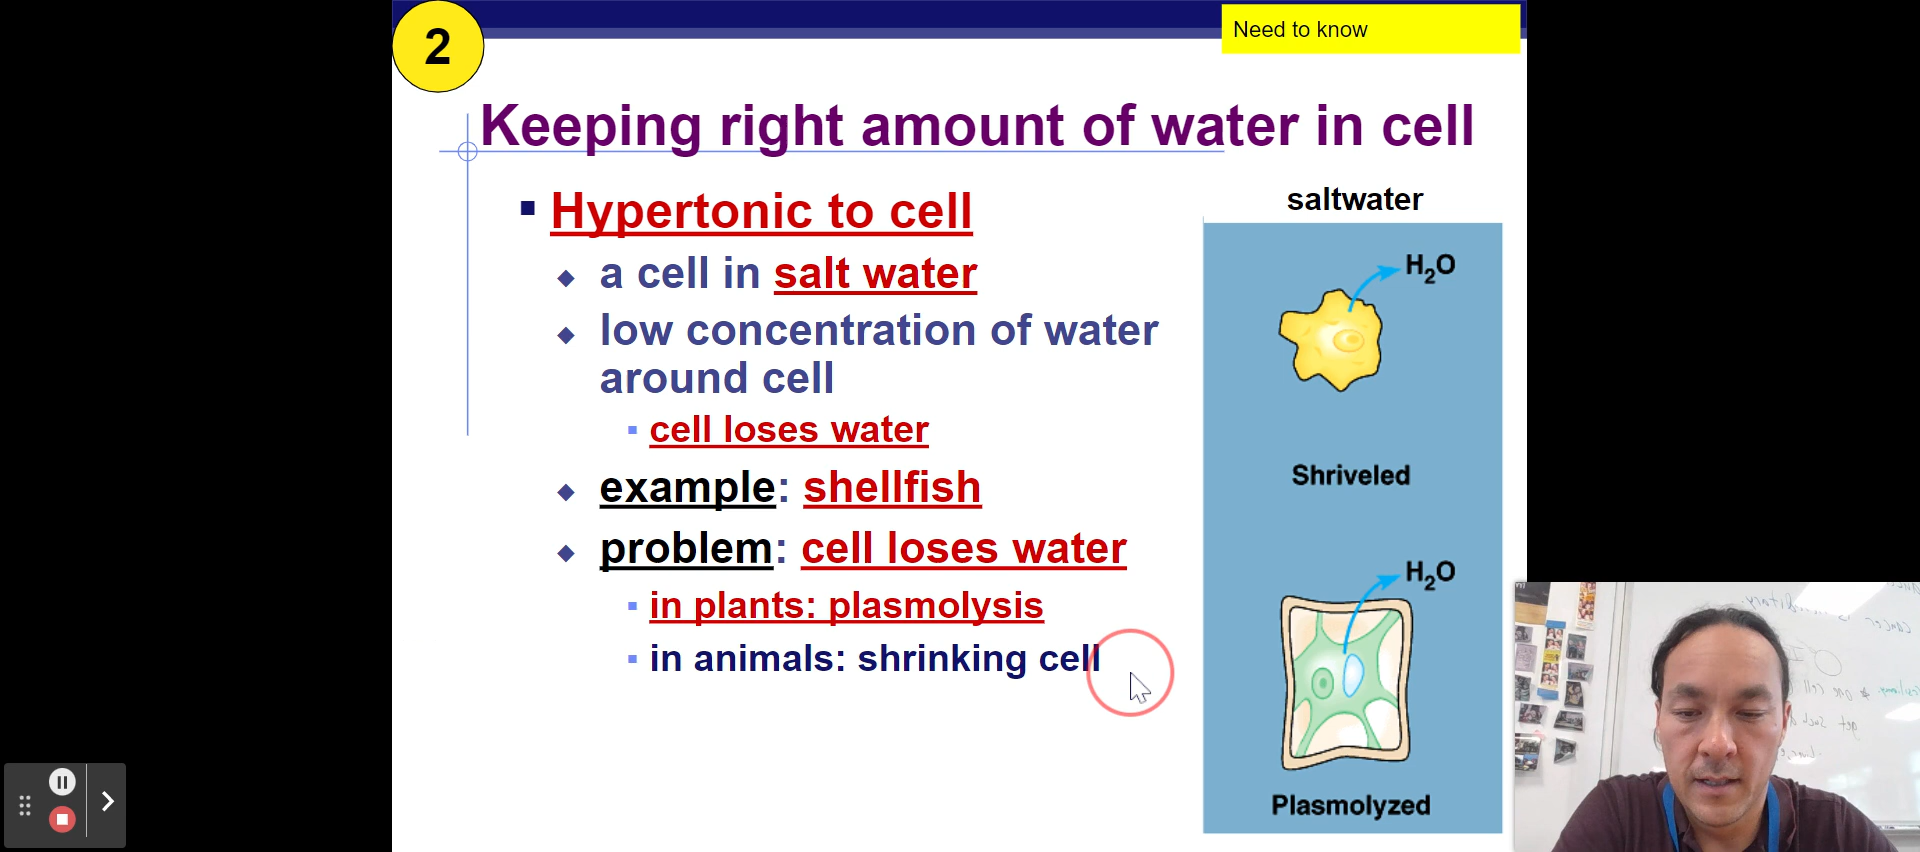 2
Need to know
Keeping right amount of water in cell
Hypertonic to cell
a cell in salt water
low concentration of water
around cell
cell loses water
example: shellfish
problem: cell loses water
in plants: plasmolysis
in animals: shrinking cell
saltwater
H₂O
Shriveled
H₂O
Plasmolyzed